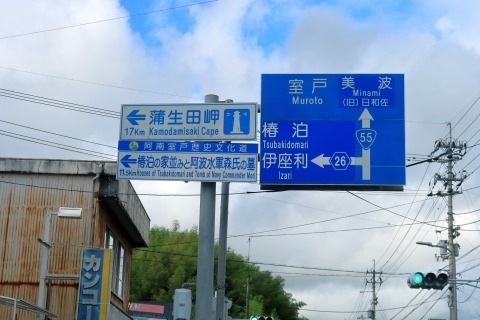 蒲生田岬
17Km Kamodamisaki Cape
阿南室戸歴史文化道
椿泊の家並みと阿波水軍森氏の墓
11.5Km Houses of Tsubakidomari and Tomb of Navy Commander Mori
室戸 美波
Muroto Minami
(旧)日和佐
55
椿泊
Tsubakidomari
伊座利 26
Izari
カンコー